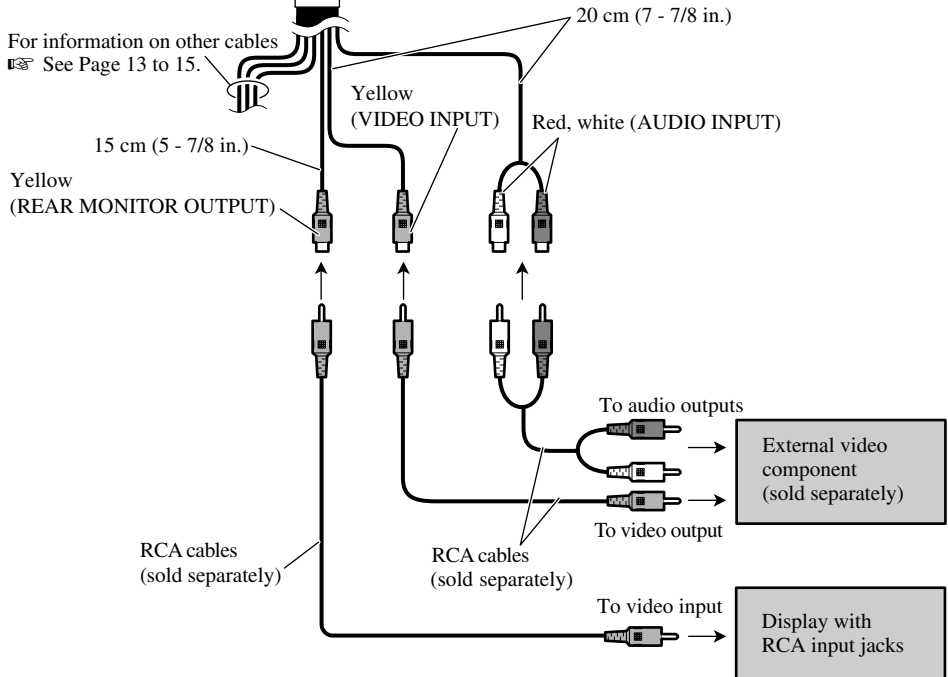 20 cm (7 - 7/8 in.)
For information on other cables
☞ See Page 13 to 15.
Yellow
(VIDEO INPUT)
Red, white (AUDIO INPUT)
15 cm (5 - 7/8 in.)
Yellow
(REAR MONITOR OUTPUT)
To audio outputs
External video
component
(sold separately)
To video output
RCA cables
(sold separately)
RCA cables
(sold separately)
To video input
Display with
RCA input jacks